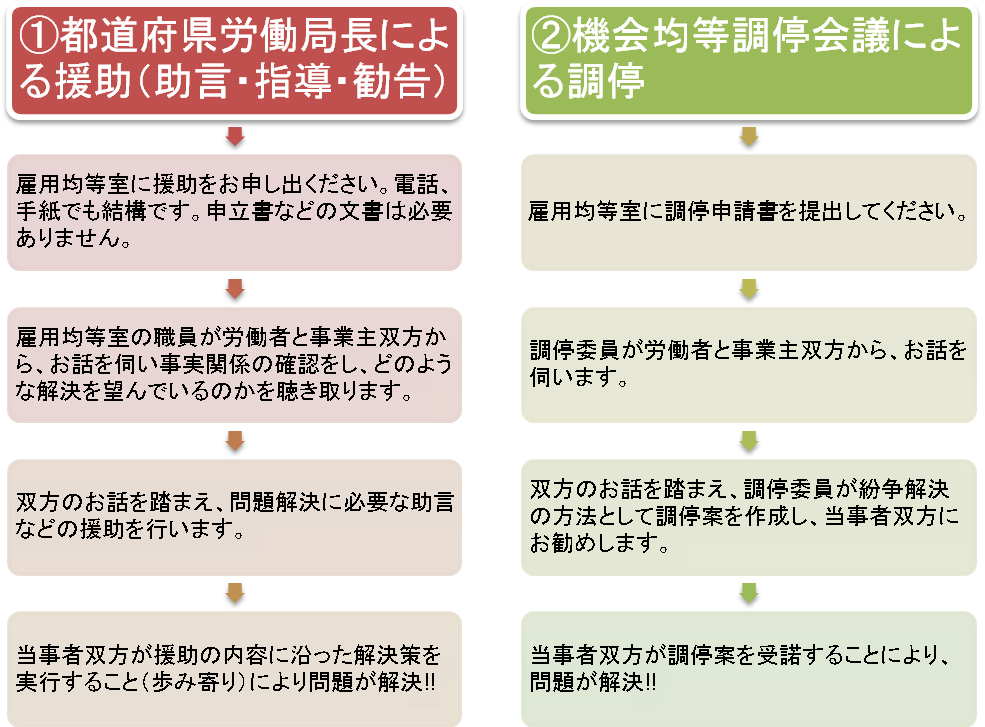 ①都道府県労働局長によ
る援助（助言・指導・勧告）
雇用均等室に援助をお申し出ください。電話、
手紙でも結構です。申立書などの文書は必要
ありません。
雇用均等室の職員が労働者と事業主双方か
ら、お話を伺い事実関係の確認をし、どのよう
な解決を望んでいるのかを聴き取ります。
双方のお話を踏まえ、問題解決に必要な助言
などの援助を行います。
当事者双方が援助の内容に沿った解決策を
実行すること（歩み寄り）により問題が解決!!
②機会均等調停会議によ
る調停
雇用均等室に調停申請書を提出してください。
調停委員が労働者と事業主双方から、お話を
伺います。
双方のお話を踏まえ、調停委員が紛争解決
の方法として調停案を作成し、当事者双方に
お勧めします。
当事者双方が調停案を受諾することにより、
問題が解決!!